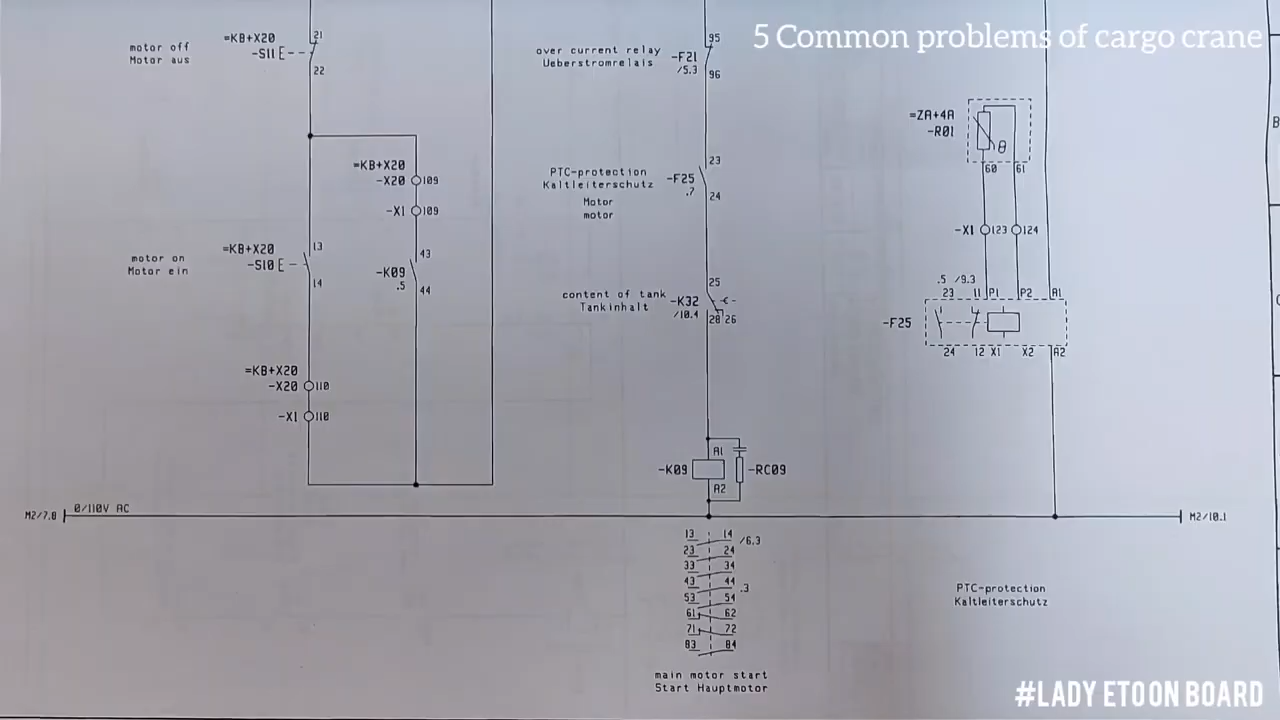 5 Common problems of cargo crane
motor off
Motor aus
=KB+X20
-S11 E
21
22
=KB+X20
-X20
109
-X1
109
motor on
Motor ein
=KB+X20
-S10 E
13
14
-K09
.5
43
44
=KB+X20
-X20
110
-X1
110
over current relay
Ueberstromrelais
-F21
/5.3
95
96
PTC-protection
Kaltleiterschutz
Motor
motor
-F25
.7
23
24
content of tank
Tankinhalt
-K32
/10.4
25
28 26
-K09
A1
A2
-RC09
=ZA+4A
-R01
θ
60 61
-X1
123
124
.5 /9.3
23 11 P1 P2 A1
-F25
24 12 X1 X2 A2
M2/7.8
0/110V AC
M2/10.1
13 14 /6.3
23 24
33 34
43 44 .3
53 54
61 62
71 72
83 84
main motor start
Start Hauptmotor
PTC-protection
Kaltleiterschutz
B
#LADY ETO ON BOARD